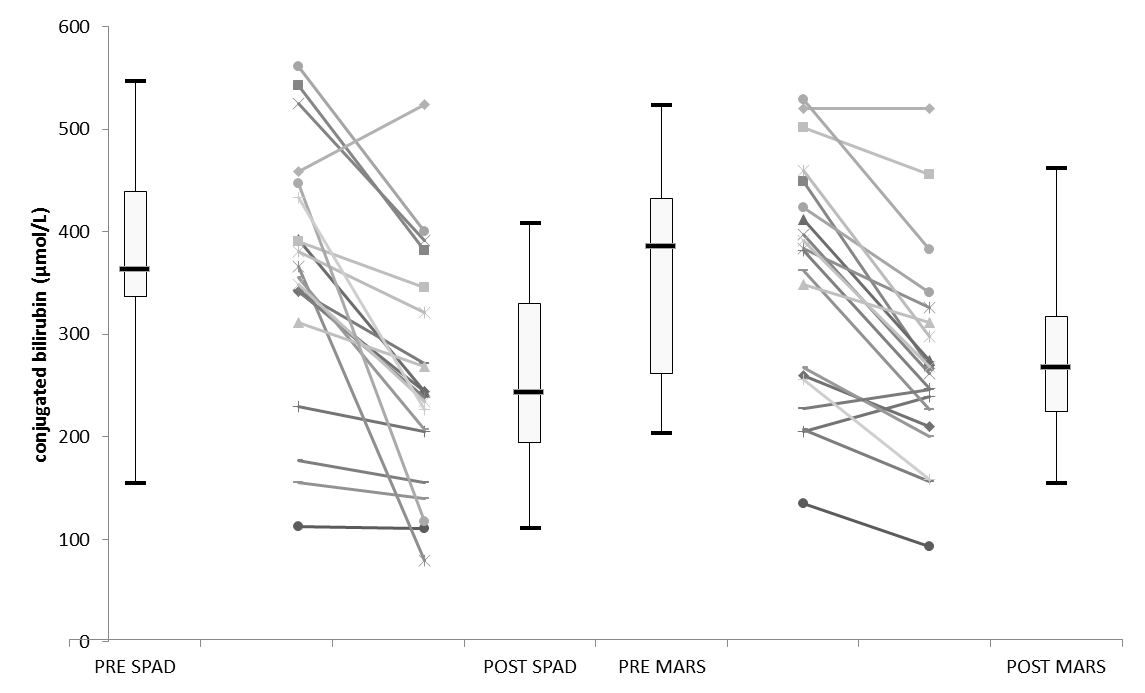 600
500
400
300
200
100
0
conjugated bilirubin (µmol/L)
PRE SPAD
POST SPAD
PRE MARS
POST MARS